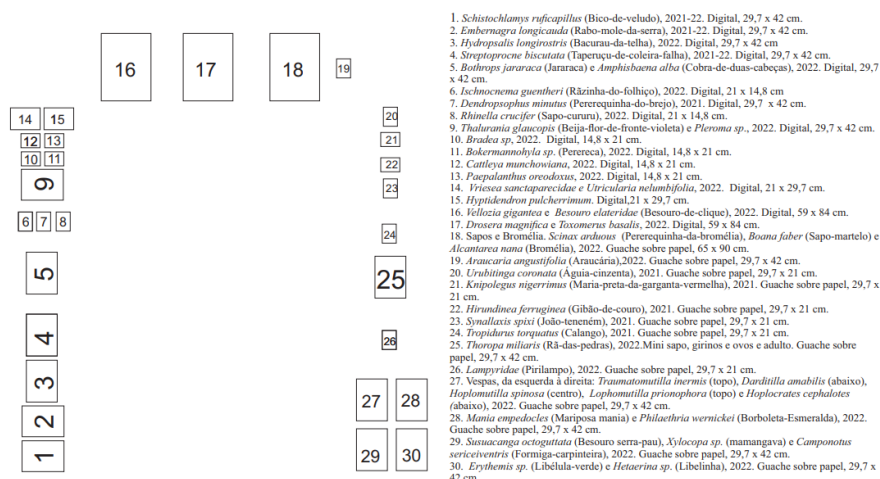 16
17
18
19
14
15
12
13
10
11
9
6
7
8
5
4
3
2
1
20
21
22
23
24
25
26
27
28
29
30
1. Schistochlamys ruficapillus (Bico-de-veludo), 2021-22. Digital, 29,7 x 42 cm.
2. Embernagra longicauda (Rabo-mole-da-serra), 2021-22. Digital, 29,7 x 42 cm.
3. Hydropsalis longirostris (Bacurau-da-telha), 2022. Digital, 29,7 x 42 cm
4. Streptoprocne biscutata (Taperuçu-de-coleira-falha), 2021-22. Digital, 29,7 x 42 cm.
5. Bothrops jararaca (Jararaca) e Amphisbaena alba (Cobra-de-duas-cabeças), 2022. Digital, 29,7
x 42 cm.
6. Ischnocnema guentheri (Rãzinha-do-folhiço), 2022. Digital, 21 x 14,8 cm
7. Dendropsophus minutus (Pererequinha-do-brejo), 2021. Digital, 29,7 x 42 cm.
8. Rhinella crucifer (Sapo-cururu), 2022. Digital, 21 x 14,8 cm.
9. Thalurania glaucopis (Beija-flor-de-fronte-violeta) e Pleroma sp., 2022. Digital, 29,7 x 42 cm.
10. Bradea sp, 2022. Digital, 14,8 x 21 cm.
11. Bokermannohyla sp. (Perereca), 2022. Digital, 14,8 x 21 cm.
12. Cattleya munchowiana, 2022. Digital, 14,8 x 21 cm.
13. Paepalanthus oreodoxus, 2022. Digital, 14,8 x 21 cm.
14. Vriesea sanctaparecidae e Utricularia nelumbifolia, 2022. Digital, 21 x 29,7 cm.
15. Hyptidendron pulcherrimum. Digital,21 x 29,7 cm.
16. Vellozia gigantea e Besouro elateridae (Besouro-de-clique), 2022. Digital, 59 x 84 cm.
17. Drosera magnifica e Toxomerus basalis, 2022. Digital, 59 x 84 cm.
18. Sapos e Bromélia. Scinax arduous (Pererequinha-da-bromélia), Boana faber (Sapo-martelo) e
Alcantarea nana (Bromélia), 2022. Guache sobre papel, 65 x 90 cm.
19. Araucaria angustifolia (Araucária),2022. Guache sobre papel, 29,7 x 42 cm.
20. Urubitinga coronata (Águia-cinzenta), 2021. Guache sobre papel, 29,7 x 21 cm.
21. Knipolegus nigerrimus (Maria-preta-da-garganta-vermelha), 2021. Guache sobre papel, 29,7 x
21 cm.
22. Hirundinea ferruginea (Gibão-de-couro), 2021. Guache sobre papel, 29,7 x 21 cm.
23. Synallaxis spixi (João-teneném), 2021. Guache sobre papel, 29,7 x 21 cm.
24. Tropidurus torquatus (Calango), 2021. Guache sobre papel, 29,7 x 21 cm.
25. Thoropa miliaris (Rã-das-pedras), 2022.Mini sapo, girinos e ovos e adulto. Guache sobre
papel, 29,7 x 42 cm.
26. Lampyridae (Pirilampo), 2022. Guache sobre papel, 29,7 x 21 cm.
27. Vespas, da esquerda à direita: Traumatomutilla inermis (topo), Darditilla amabilis (abaixo),
Hoplomutilla spinosa (centro), Lophomutilla prionophora (topo) e Hoplocrates cephalotes
(abaixo), 2022. Guache sobre papel, 29,7 x 42 cm.
28. Mania empedocles (Mariposa mania) e Philaethria wernickei (Borboleta-Esmeralda), 2022.
Guache sobre papel, 29,7 x 42 cm.
29. Susuacanga octoguttata (Besouro serra-pau), Xylocopa sp. (mamangava) e Camponotus
sericeiventris (Formiga-carpinteira), 2022. Guache sobre papel, 29,7 x 42 cm.
30. Erythemis sp. (Libélula-verde) e Hetaerina sp. (Libelinha), 2022. Guache sobre papel, 29,7 x
42 cm.